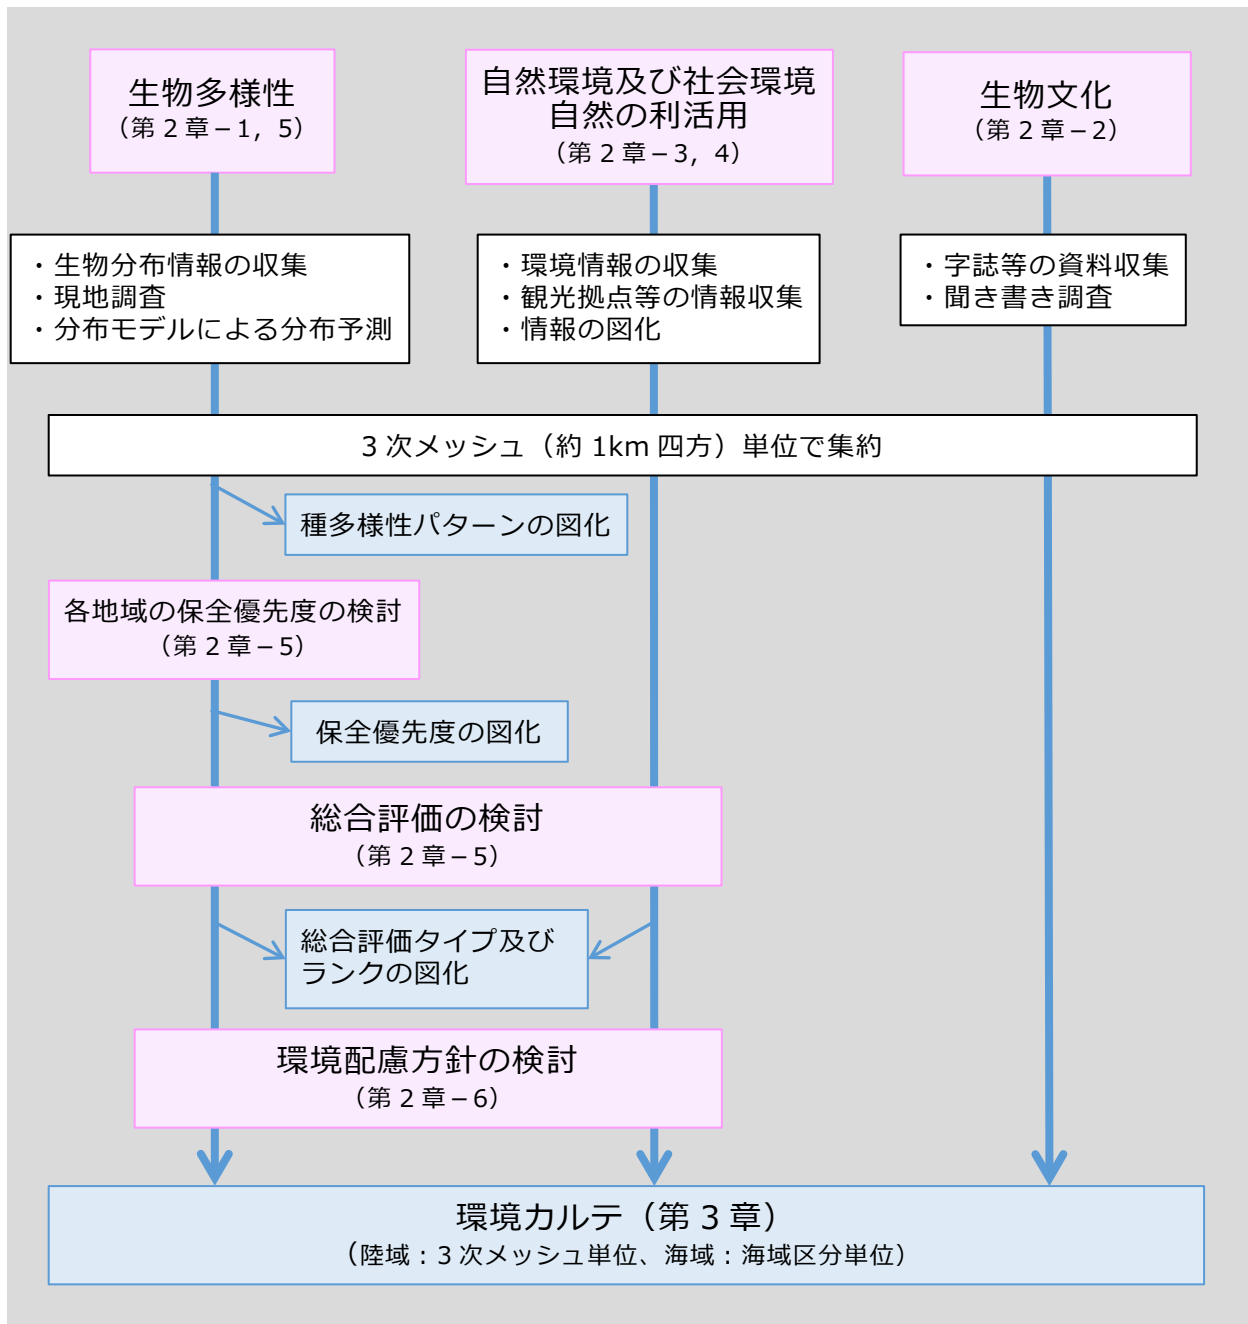 生物多様性
（第２章－1，5）
自然環境及び社会環境
自然の利活用
（第２章－3，4）
生物文化
（第２章－2）
・生物分布情報の収集
・現地調査
・分布モデルによる分布予測
・環境情報の収集
・観光拠点等の情報収集
・情報の図化
・字誌等の資料収集
・聞き書き調査
３次メッシュ（約 1km 四方）単位で集約
種多様性パターンの図化
各地域の保全優先度の検討
（第２章－5）
保全優先度の図化
総合評価の検討
（第２章－5）
総合評価タイプ及び
ランクの図化
環境配慮方針の検討
（第２章－6）
環境カルテ（第３章）
（陸域：３次メッシュ単位、海域：海域区分単位）